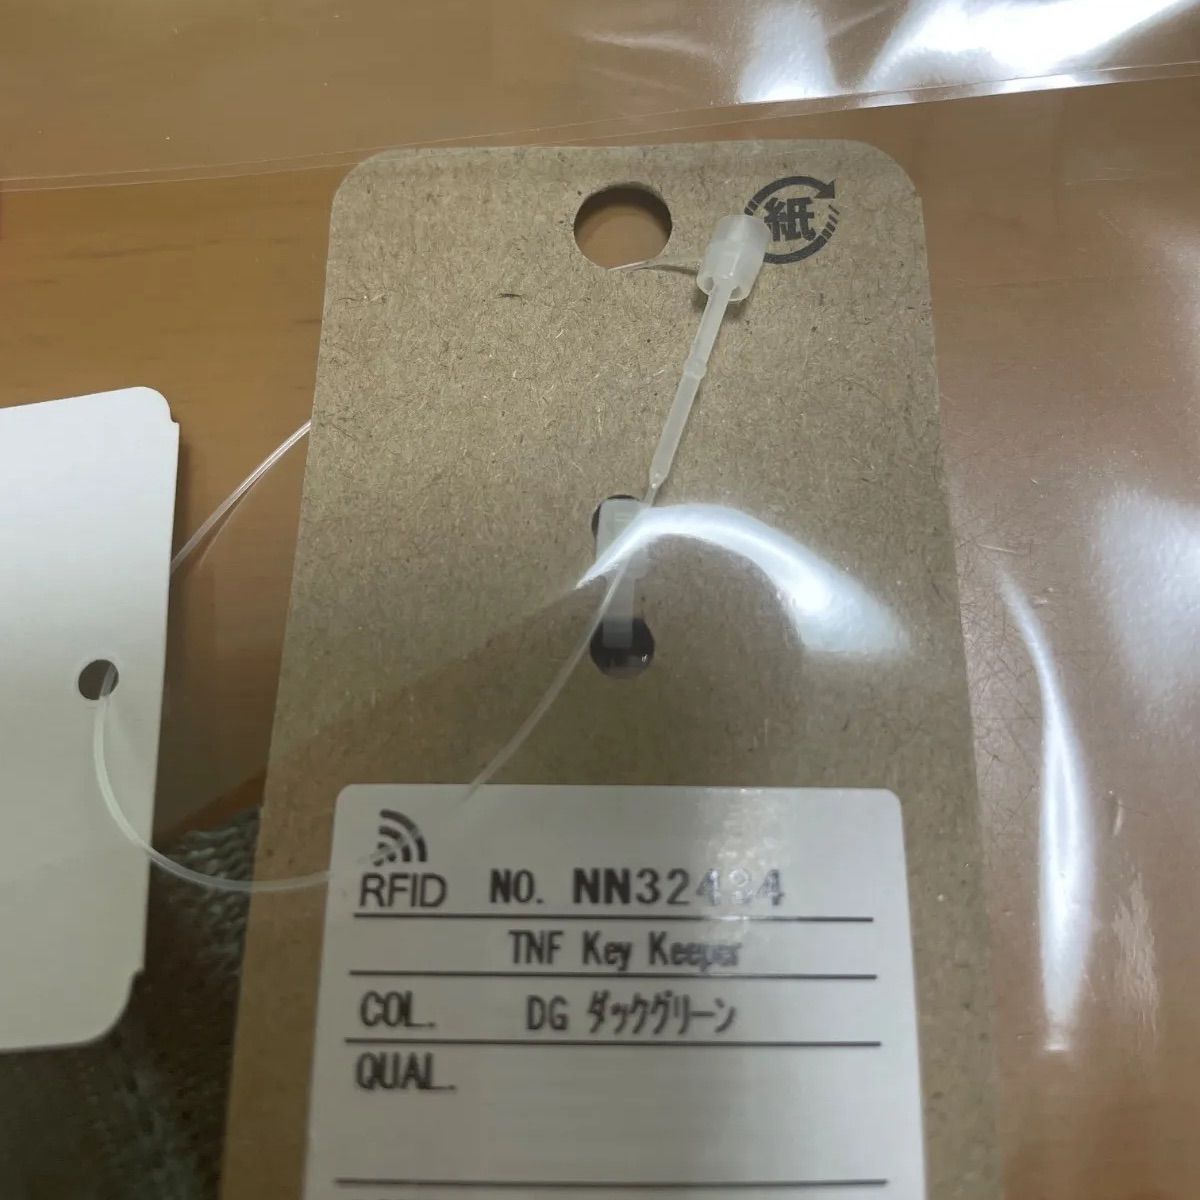 紙
RFID NO. NN32434
TNF Key Keeper
COL. DG ダックグリーン
QUAL.